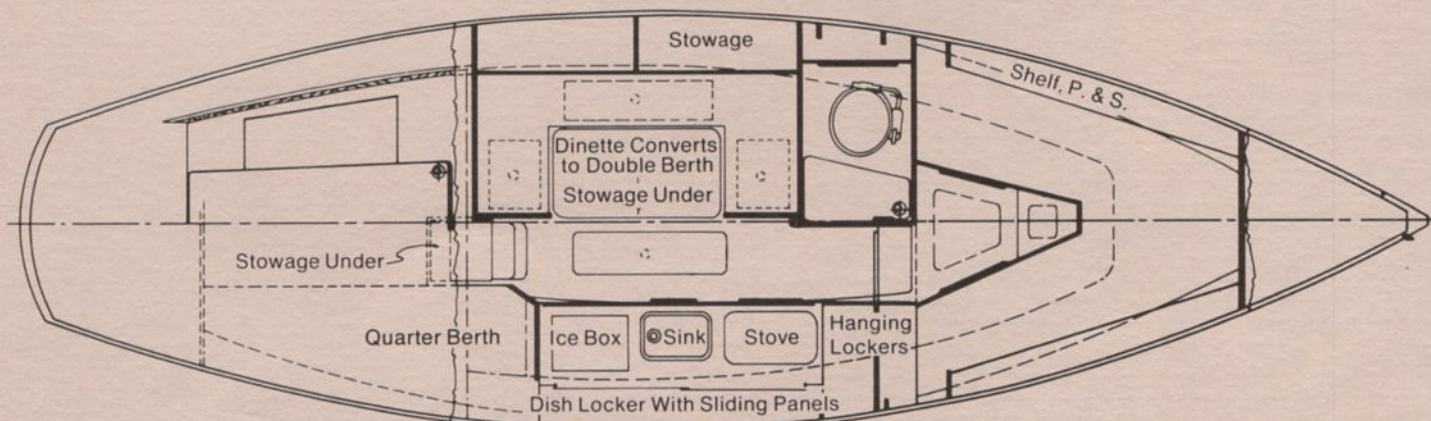 Stowage
Shelf, P. & S.
Dinette Converts
to Double Berth
Stowage Under
Stowage Under
Quarter Berth
Ice Box
Sink
Stove
Hanging
Lockers
Dish Locker With Sliding Panels